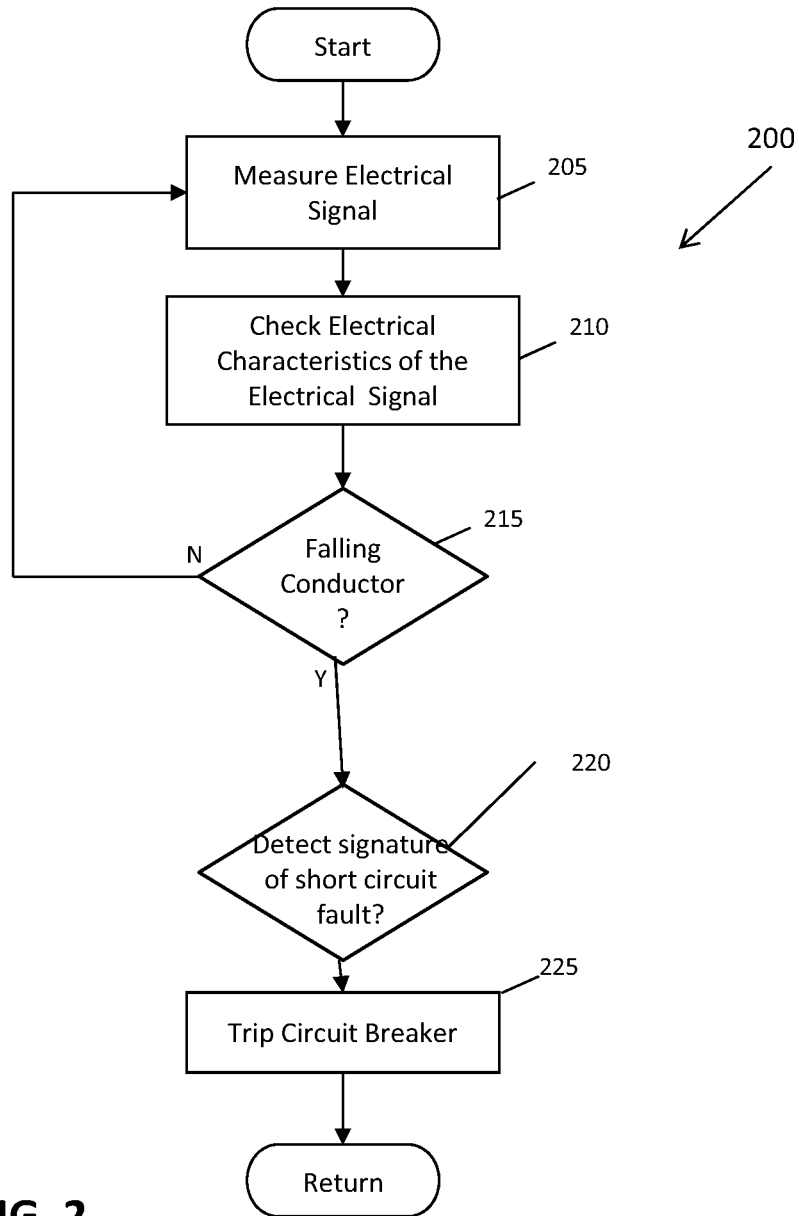 Start
200
Measure Electrical
Signal
205
Check Electrical
Characteristics of the
Electrical Signal
210
Falling
Conductor
?
215
N
Y
220
Detect signature
of short circuit
fault?
225
Trip Circuit Breaker
Return